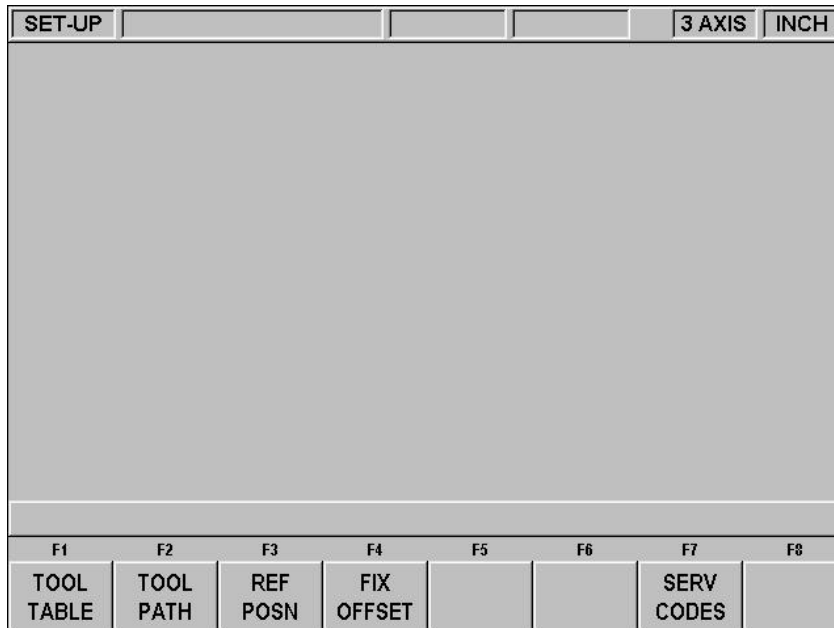 SET-UP 3 AXIS INCH
F1 F2 F3 F4 F5 F6 F7 F8
TOOL TOOL REF FIX SERV
TABLE PATH POSN OFFSET CODES